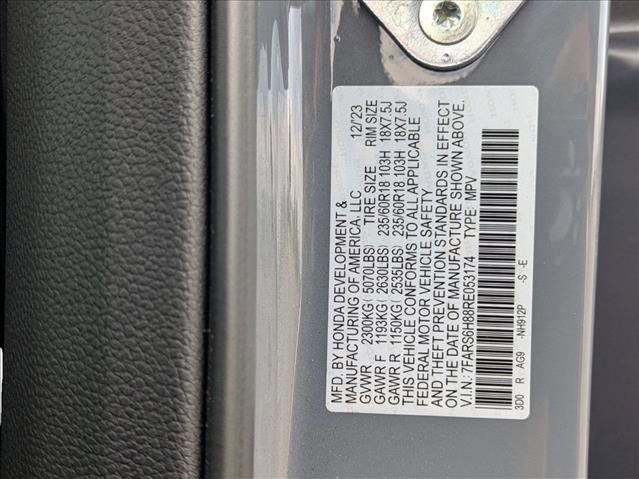 MFD. BY HONDA DEVELOPMENT &
MANUFACTURING OF AMERICA, LLC 12/'23
GVWR 2300KG ( 5070LBS) TIRE SIZE RIM SIZE
GAWR F 1193KG ( 2630LBS) 235/60R18 103H 18X7.5J
GAWR R 1150KG ( 2535LBS) 235/60R18 103H 18X7.5J
THIS VEHICLE CONFORMS TO ALL APPLICABLE
FEDERAL MOTOR VEHICLE SAFETY
AND THEFT PREVENTION STANDARDS IN EFFECT
ON THE DATE OF MANUFACTURE SHOWN ABOVE.
V.I.N.: 7FARS6H88RE053174 TYPE: MPV
3D0 R AG9 -NH912P -S -E